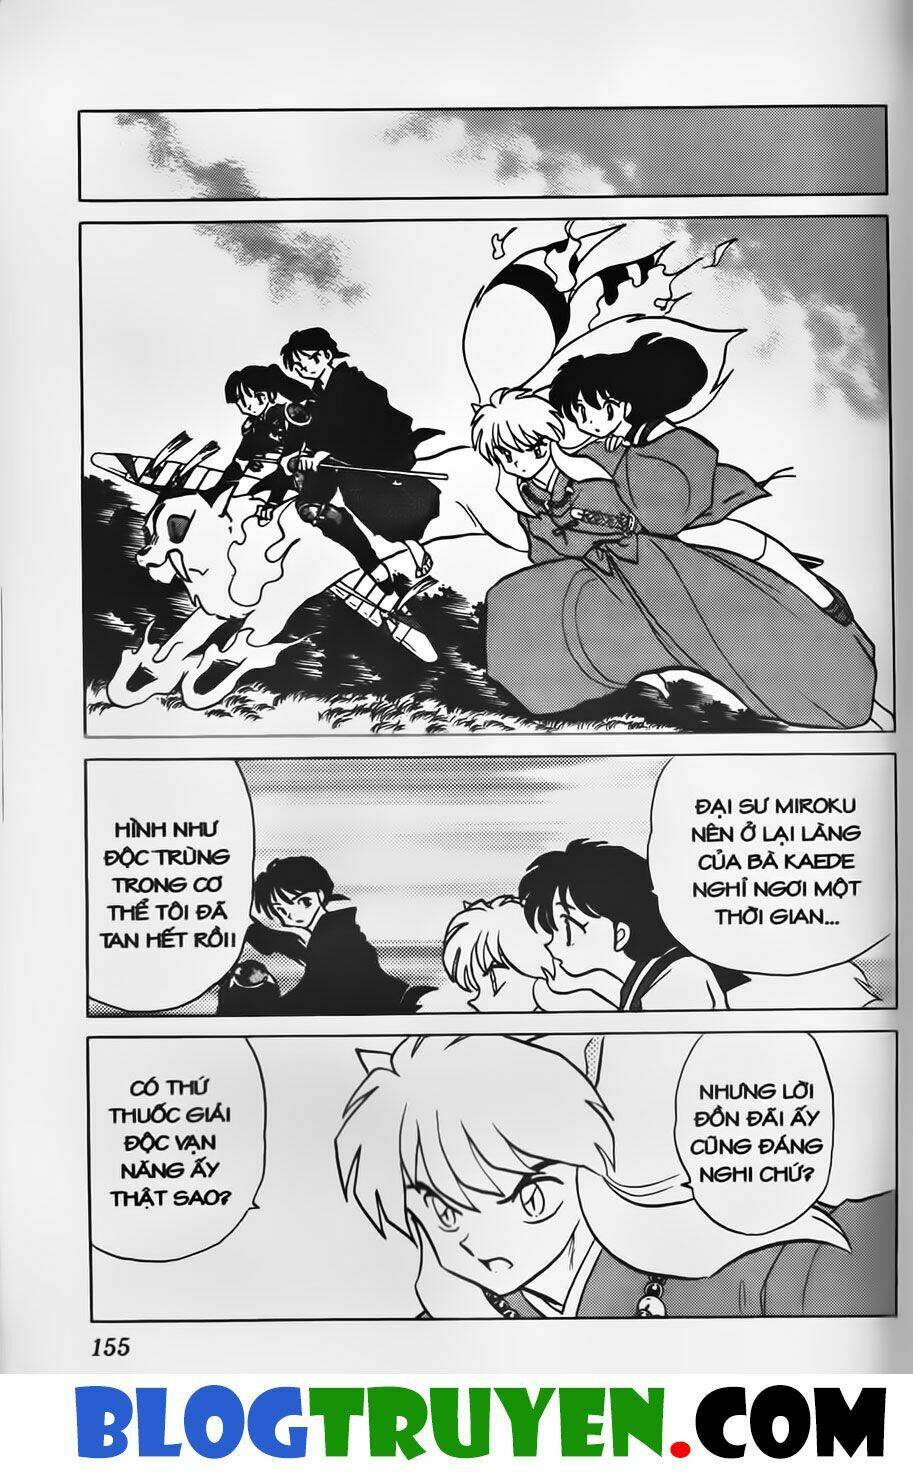 ĐẠI SƯ MIROKU
NÊN Ở LẠI LÀNG
CỦA BÀ KAEDE
NGHỈ NGƠI MỘT
THỜI GIAN...
HÌNH NHƯ
ĐỘC TRÙNG
TRONG CƠ
THỂ TÔI ĐÃ
TAN HẾT RỒI!
NHƯNG LỜI
ĐỒN ĐÃI ẤY
CŨNG ĐÁNG
NGHI CHỨ?
CÓ THỨ
THUỐC GIẢI
ĐỘC VẠN
NĂNG ẤY
THẬT SAO?
155
BLOGTRUYEN.COM